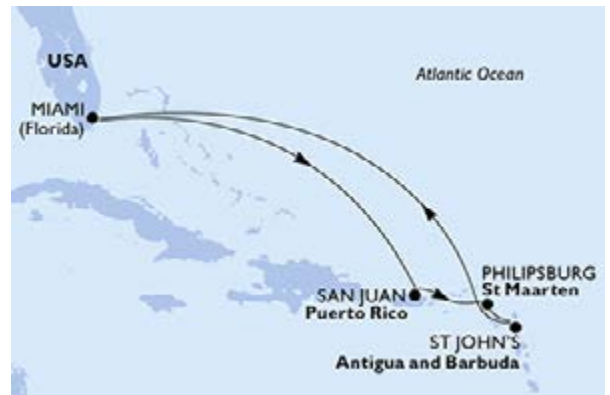 USA
Atlantic Ocean
MIAMI
(Florida)
SAN JUAN
Puerto Rico
PHILIPSBURG
St Maarten
ST JOHN'S
Antigua and Barbuda